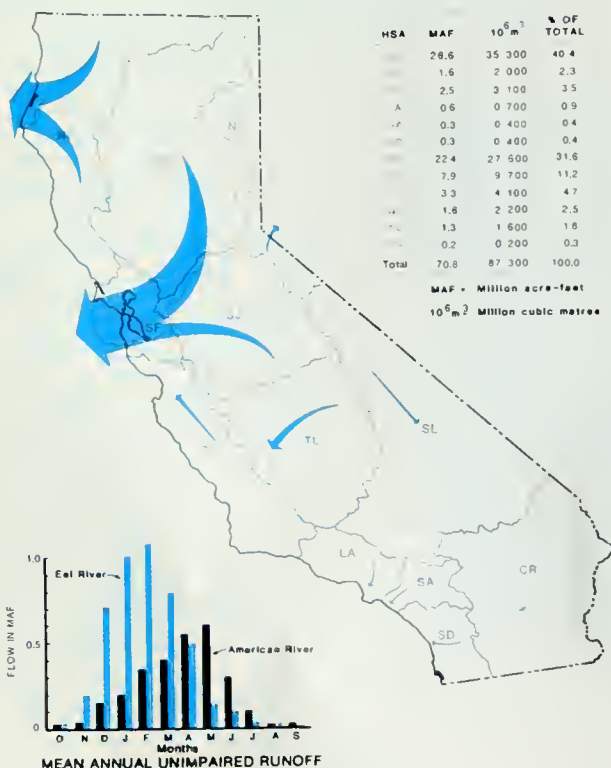 HSA MAF 10⁶m³ % OF TOTAL
28.6 35 300 40.4
1.6 2 000 2.3
2.5 3 100 3.5
A 0.6 0 700 0.9
0.3 0 400 0.4
0.3 0 400 0.4
22.4 27 600 31.6
7.9 9 700 11.2
3.3 4 100 4.7
1.6 2 200 2.5
1.3 1 600 1.8
0.2 0 200 0.3
Total 70.8 87 300 100.0
MAF - Million acre-feet
10⁶m³ Million cubic metres
N
SF
SJ
TL
SL
LA
SA
CR
SD
1.0
0.5
0
FLOW IN MAF
Eel River
American River
O N D J F M A M J J A S
Months
MEAN ANNUAL UNIMPAIRED RUNOFF